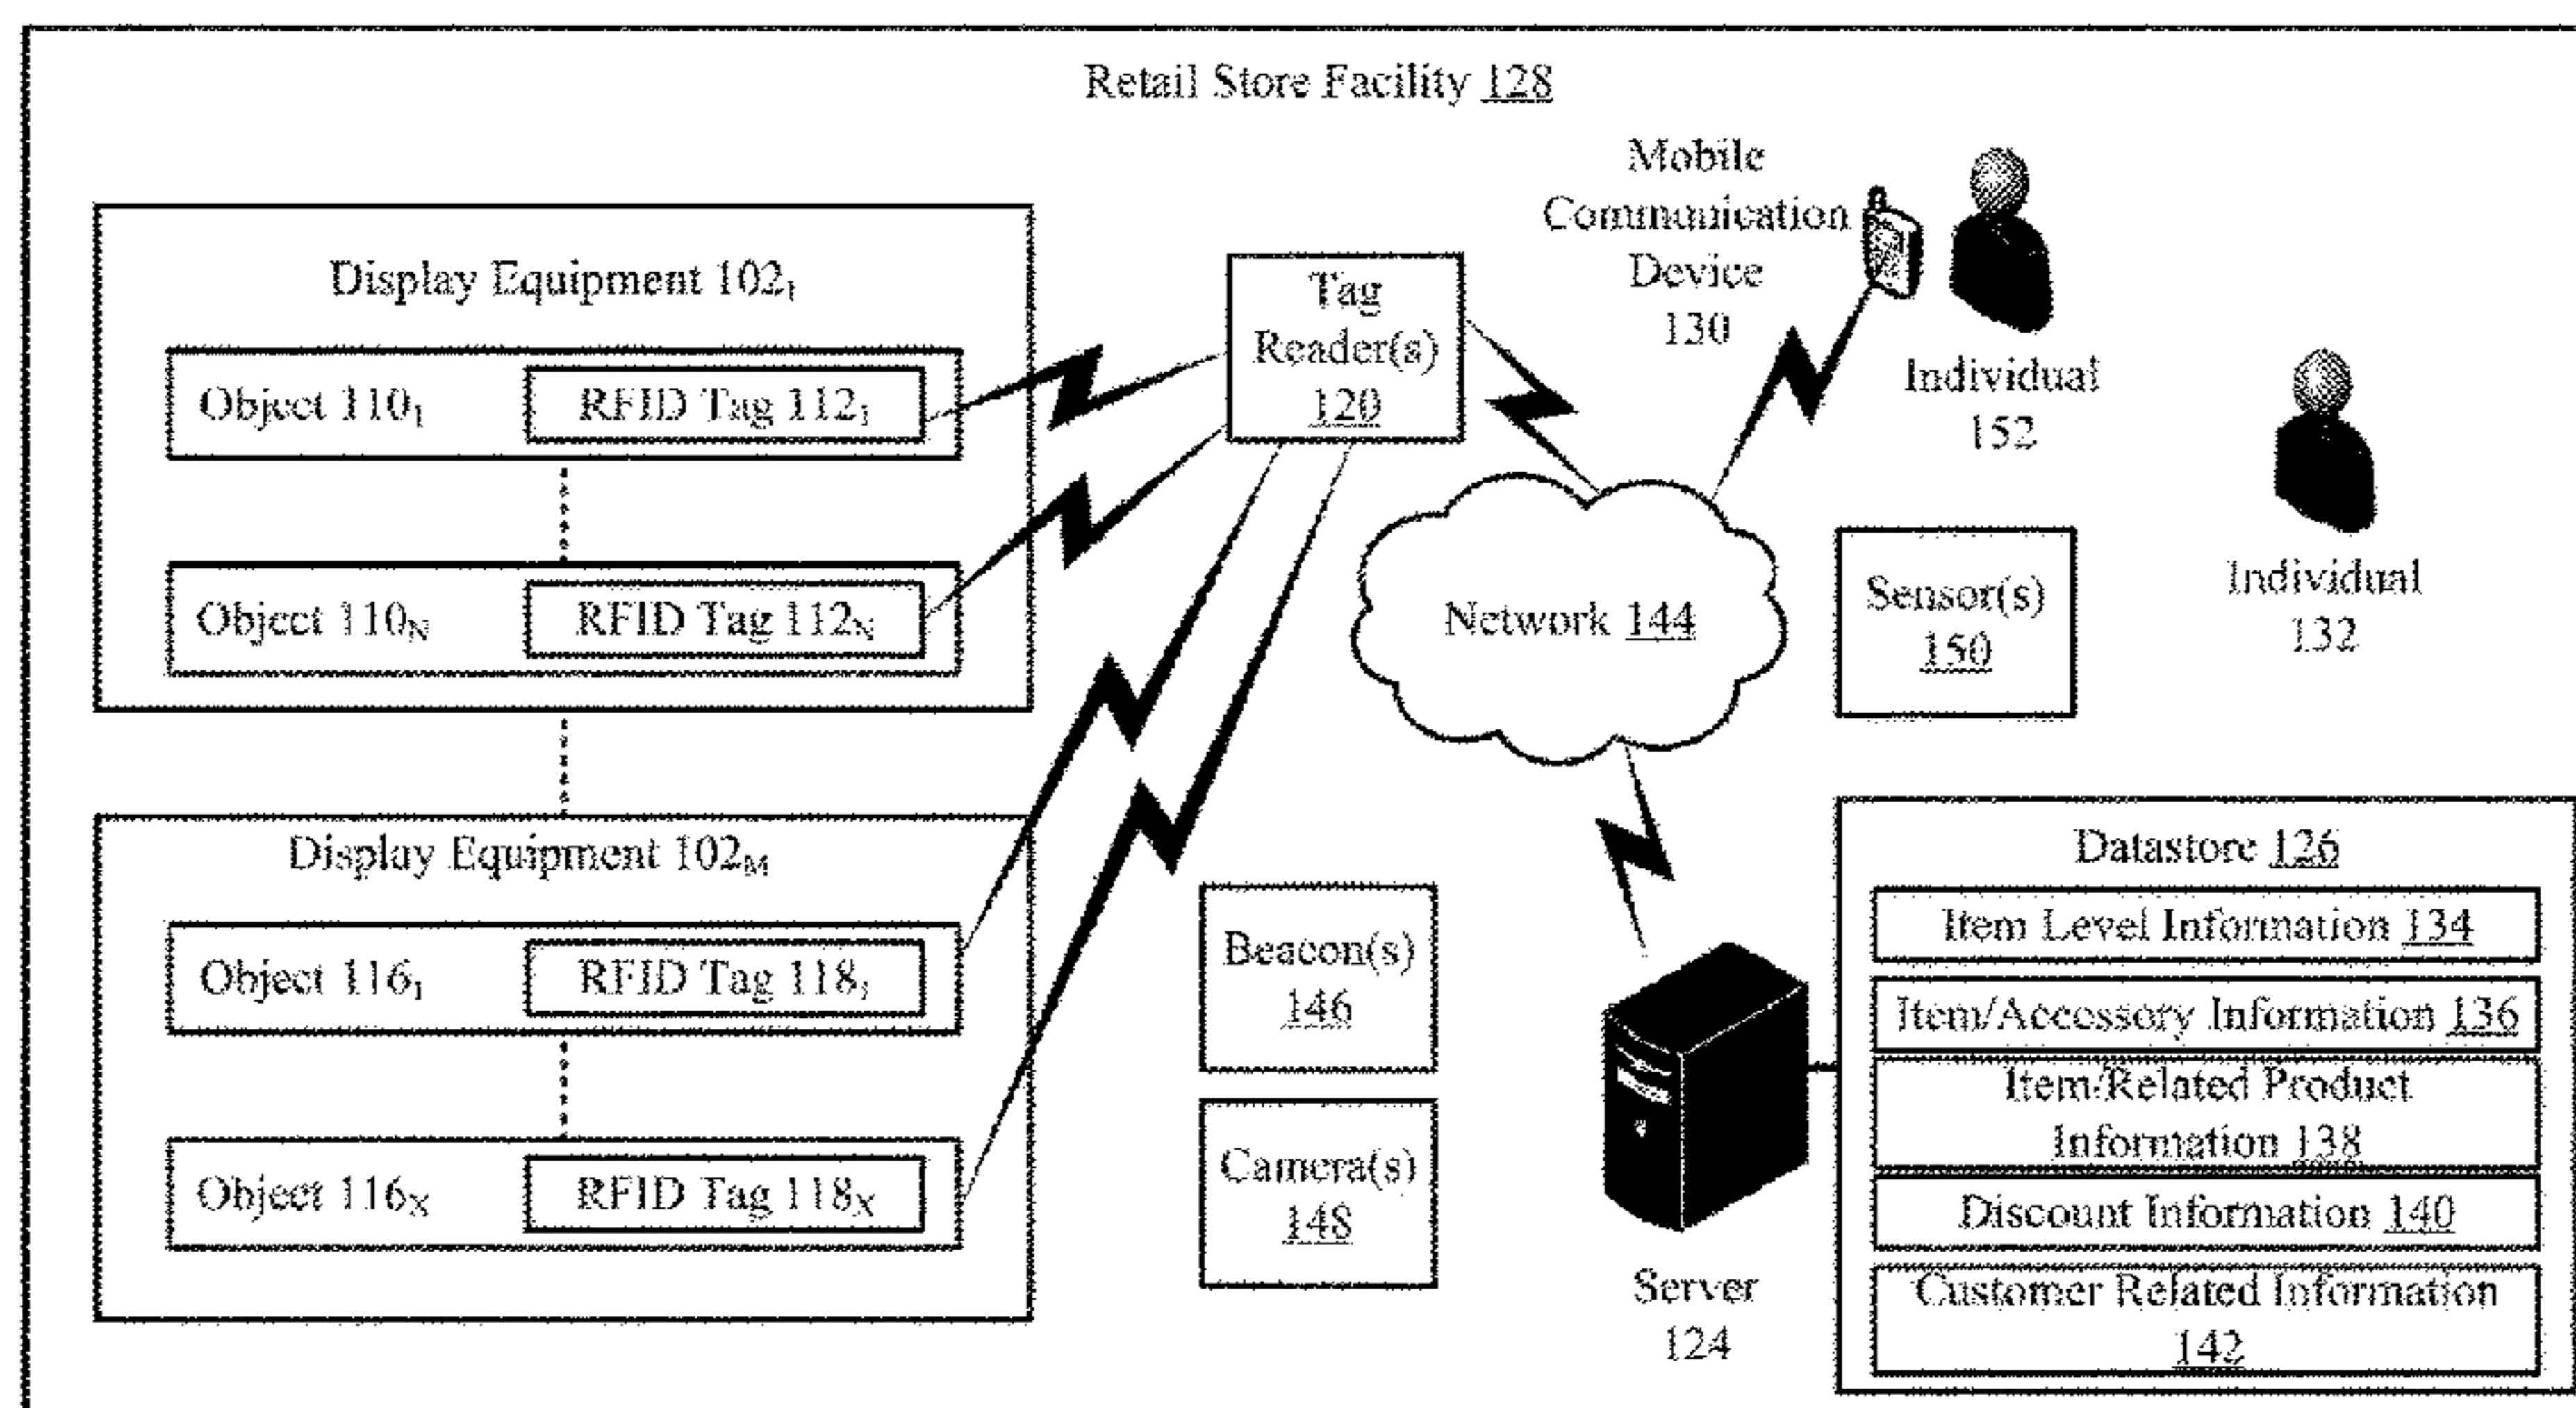 Retail Store Facility 128
Display Equipment 102₁
Object 110₁ RFID Tag 112₁
Object 110N RFID Tag 112N
Display Equipment 102M
Object 116₁ RFID Tag 118₁
Object 116X RFID Tag 118X
Tag
Reader(s)
120
Mobile
Communication
Device
130
Individual
152
Individual
132
Network 144
Sensor(s)
150
Beacon(s)
146
Camera(s)
148
Server
124
Datastore 126
Item Level Information 134
Item/Accessory Information 136
Item/Related Product
Information 138
Discount Information 140
Customer Related Information
142